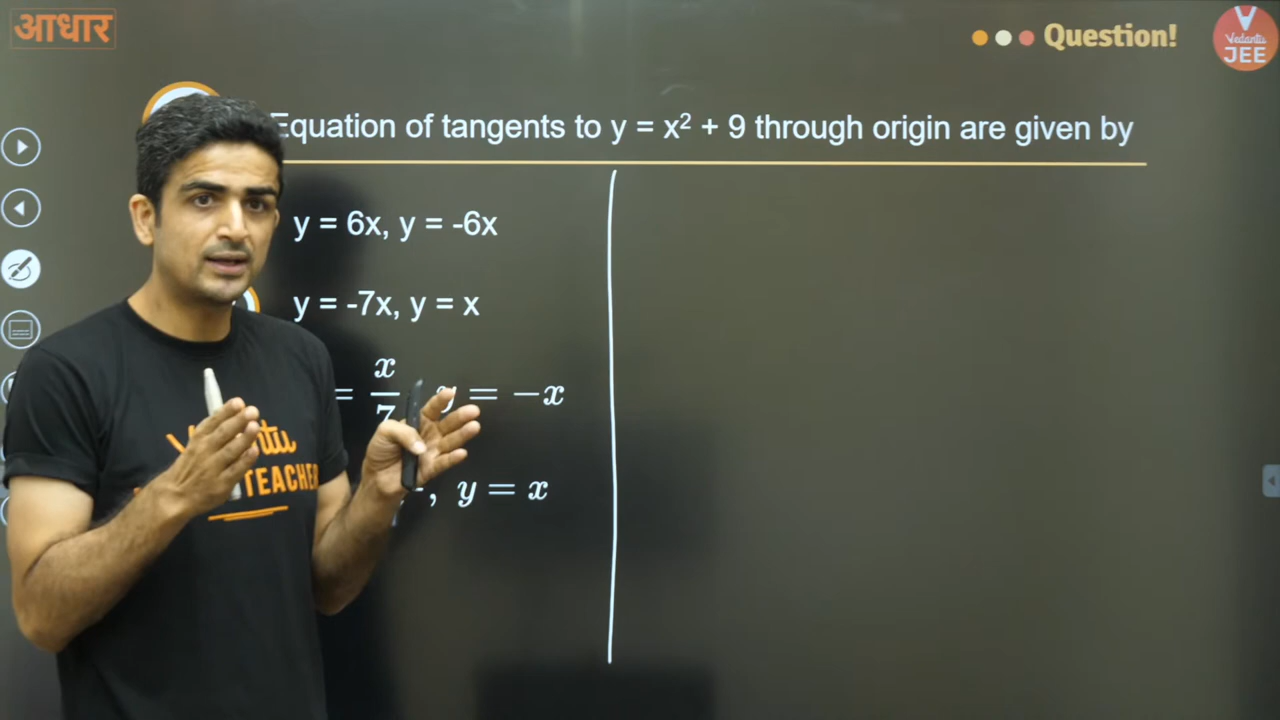 आधार
Question!
Vedantu
JEE
Equation of tangents to y = x² + 9 through origin are given by
y = 6x, y = -6x
y = -7x, y = x
= x/7 y = −x
, y = x
TEACHER